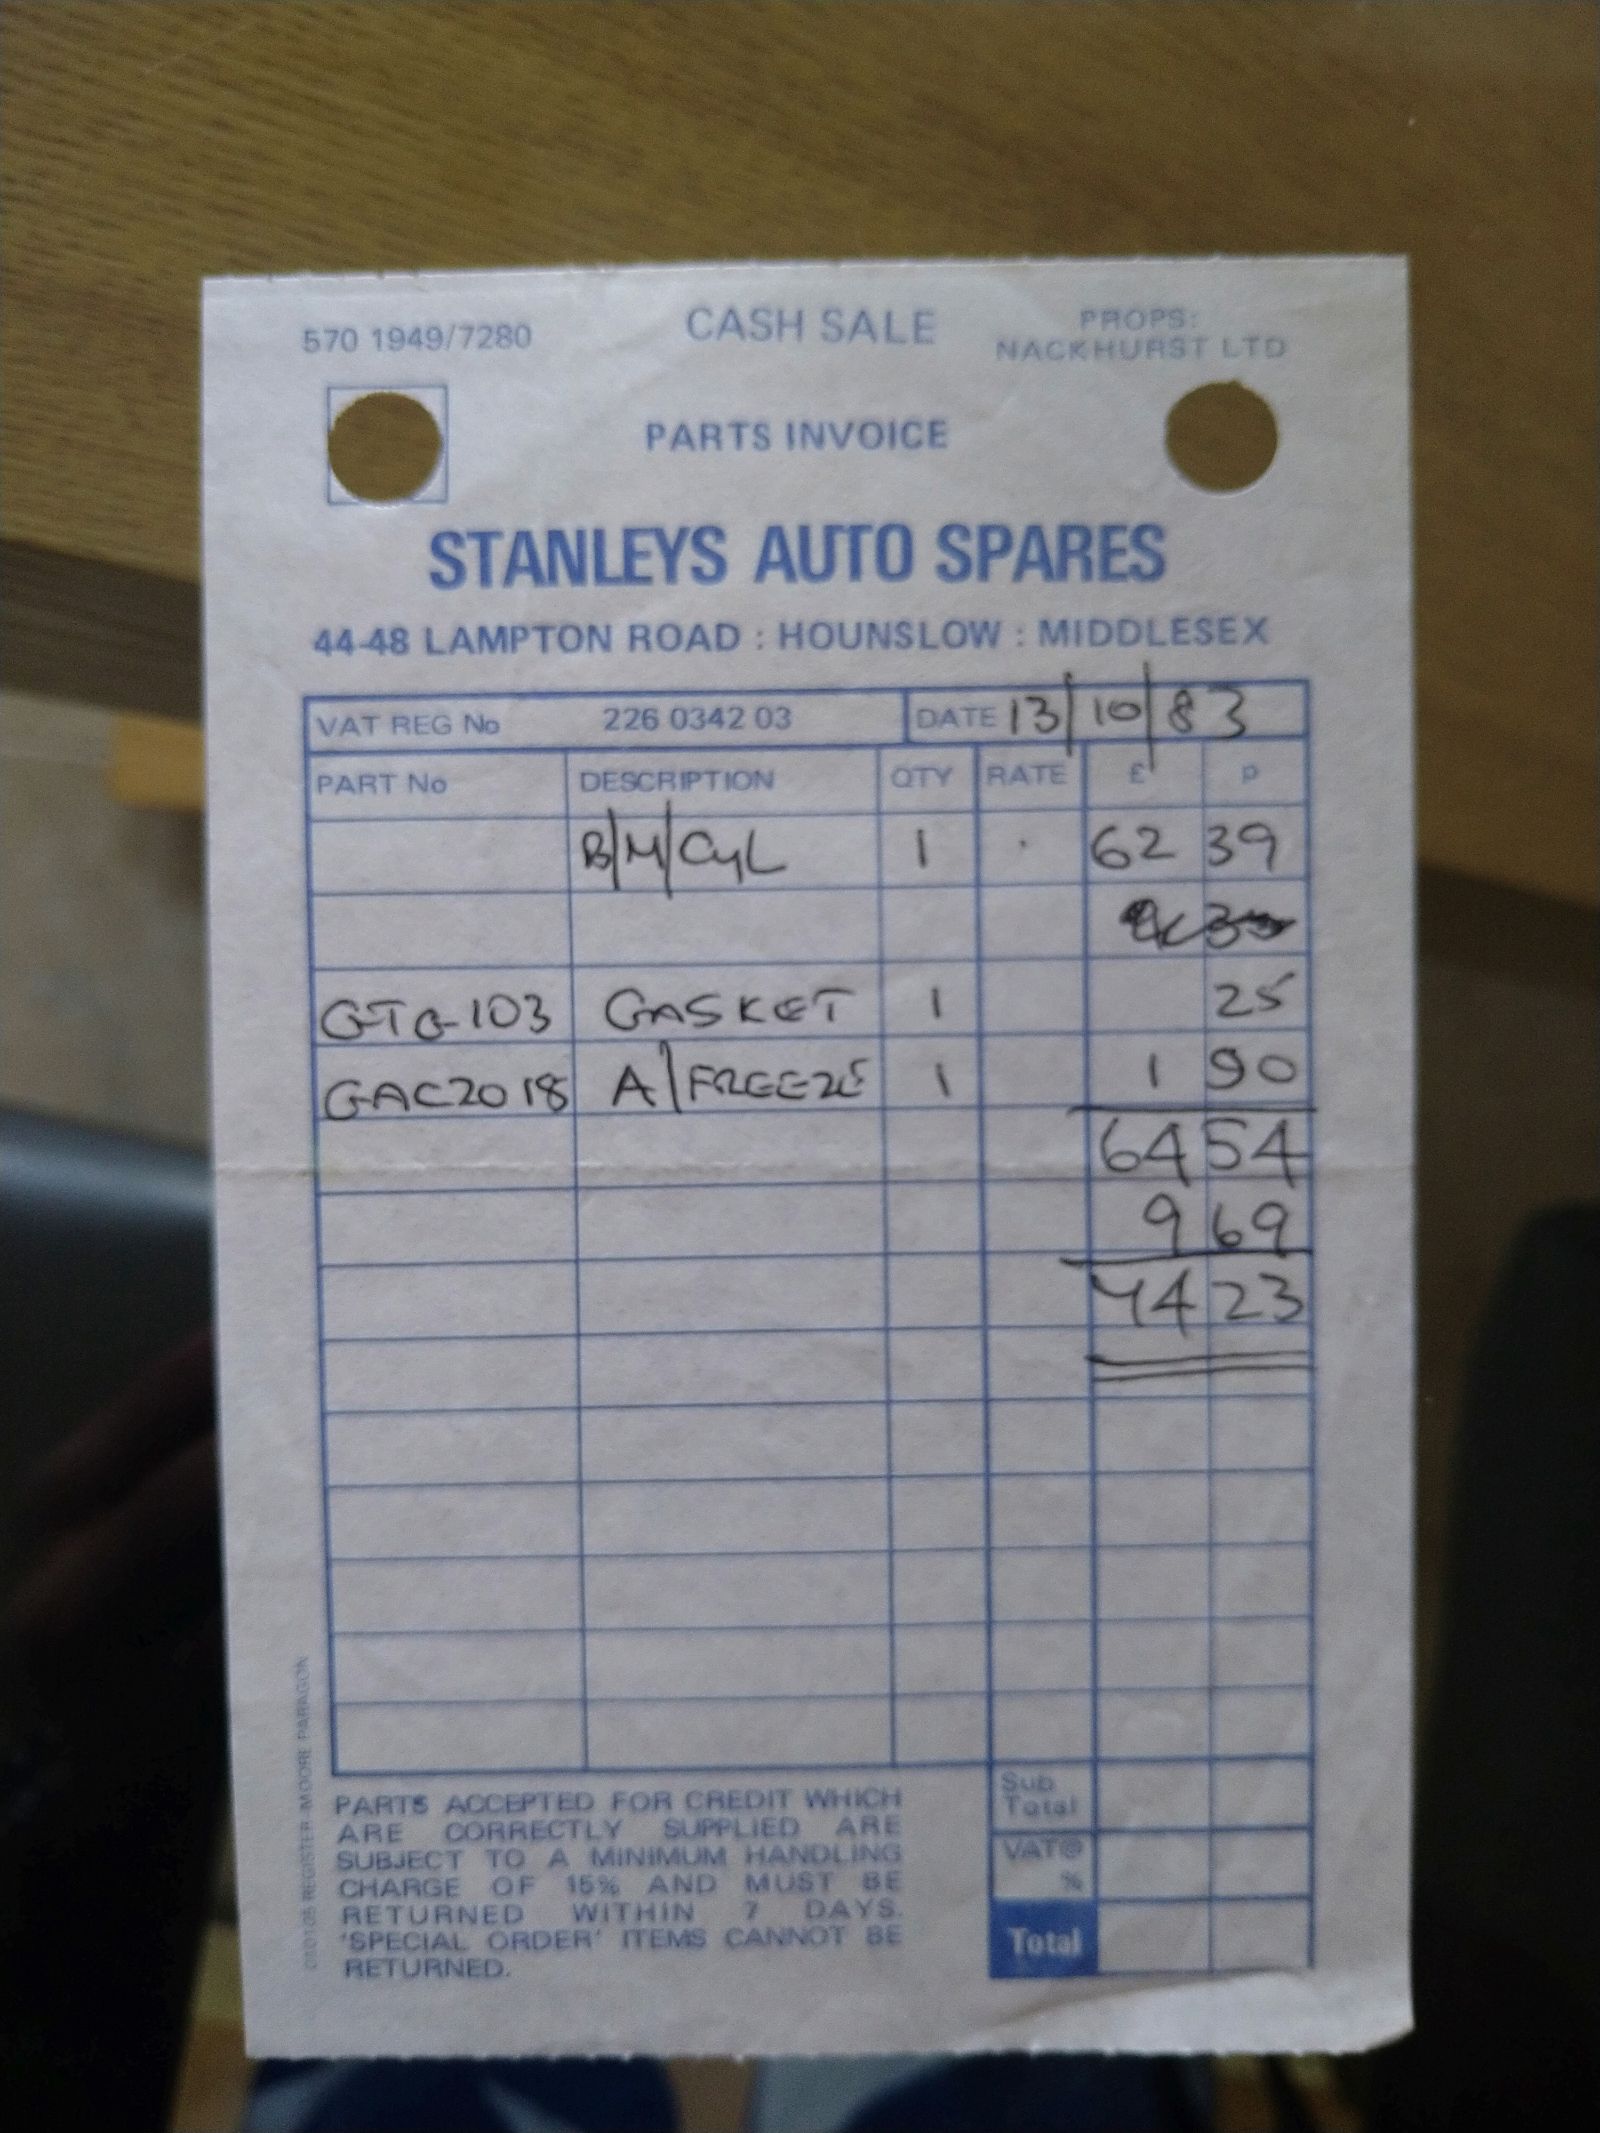 570 1949/7280 CASH SALE PROPS:
NACKHURST LTD
PARTS INVOICE
STANLEYS AUTO SPARES
44-48 LAMPTON ROAD : HOUNSLOW : MIDDLESEX
VAT REG No 226 0342 03 DATE 13/10/83
PART No DESCRIPTION QTY RATE £ p
B/M/CyL 1 . 62 39
GTG103 GASKET 1 25
GAC2018 A/FREEZE 1 1 90
64 54
9 69
74 23
PARTS ACCEPTED FOR CREDIT WHICH
ARE CORRECTLY SUPPLIED ARE
SUBJECT TO A MINIMUM HANDLING
CHARGE OF 15% AND MUST BE
RETURNED WITHIN 7 DAYS.
'SPECIAL ORDER' ITEMS CANNOT BE
RETURNED.
Sub
Total
VAT@
%
Total
REGISTER MOORE PARAGON